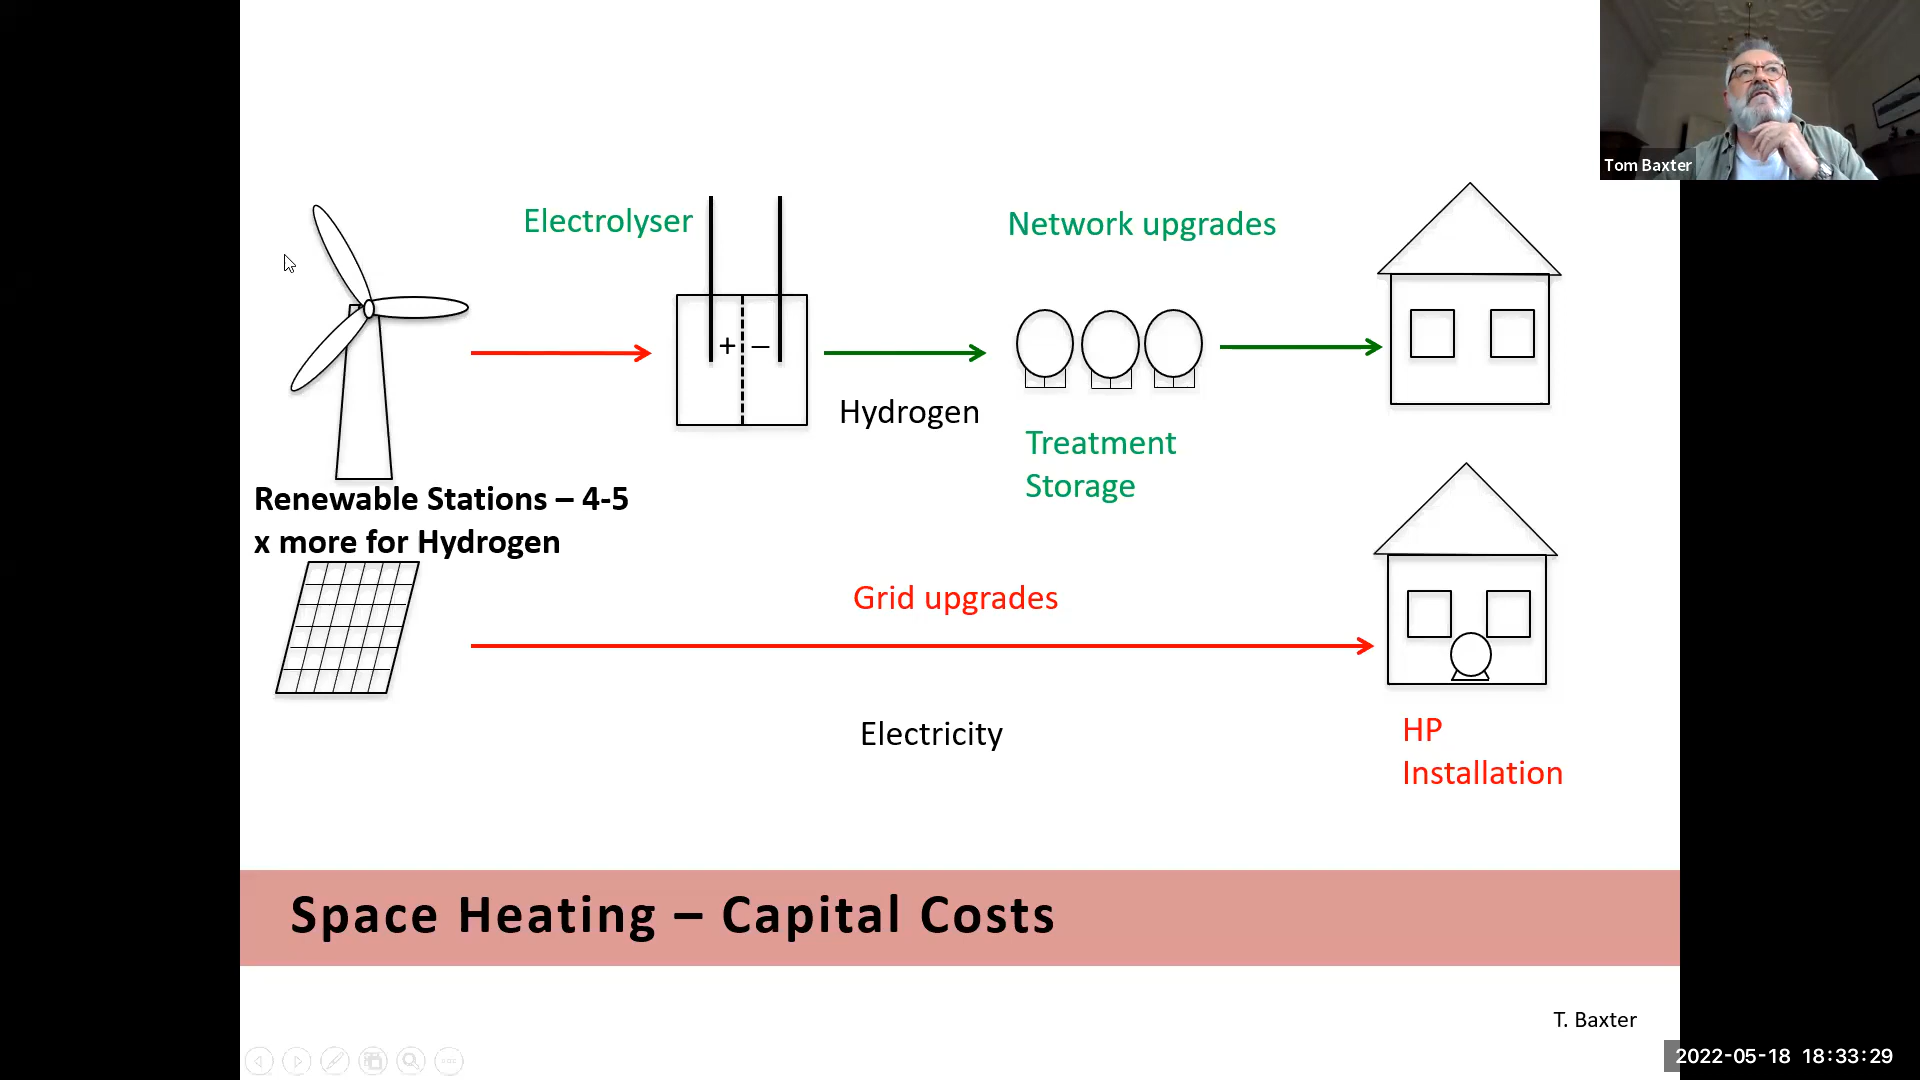 Tom Baxter
Electrolyser
Network upgrades
+ –
Hydrogen
Treatment
Storage
Renewable Stations – 4-5
x more for Hydrogen
Grid upgrades
Electricity
HP
Installation
Space Heating – Capital Costs
T. Baxter
2022-05-18 18:33:29